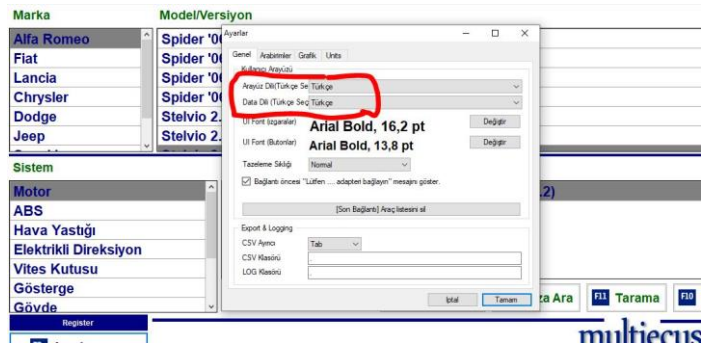 Marka
Model/Versiyon
Alfa Romeo
Fiat
Lancia
Chrysler
Dodge
Jeep
Spider '0
Spider '0
Spider '0
Spider '0
Stelvio 2.
Stelvio 2.
Ayarlar
Genel Arabirimler Grafik Units
Kullanıcı Arayüzü
Arayüz Dili(Türkçe Se Türkçe
Data Dili (Türkçe Seç Türkçe
UI Font (ızgaralar) Arial Bold, 16,2 pt Değiştir
UI Font (Butonlar) Arial Bold, 13,8 pt Değiştir
Tazeleme Sıklığı Normal
Bağlantı öncesi "Lütfen .... adapteri bağlayın" mesajını göster.
[Son Bağlantı] Araç listesini sil
Export & Logging
CSV Ayırıcı Tab
CSV Klasörü .
LOG Klasörü .
Iptal Tamam
Sistem
Motor
ABS
Hava Yastığı
Elektrikli Direksiyon
Vites Kutusu
Gösterge
Gövde
.2)
za Ara F11 Tarama F10
Register
multiecus